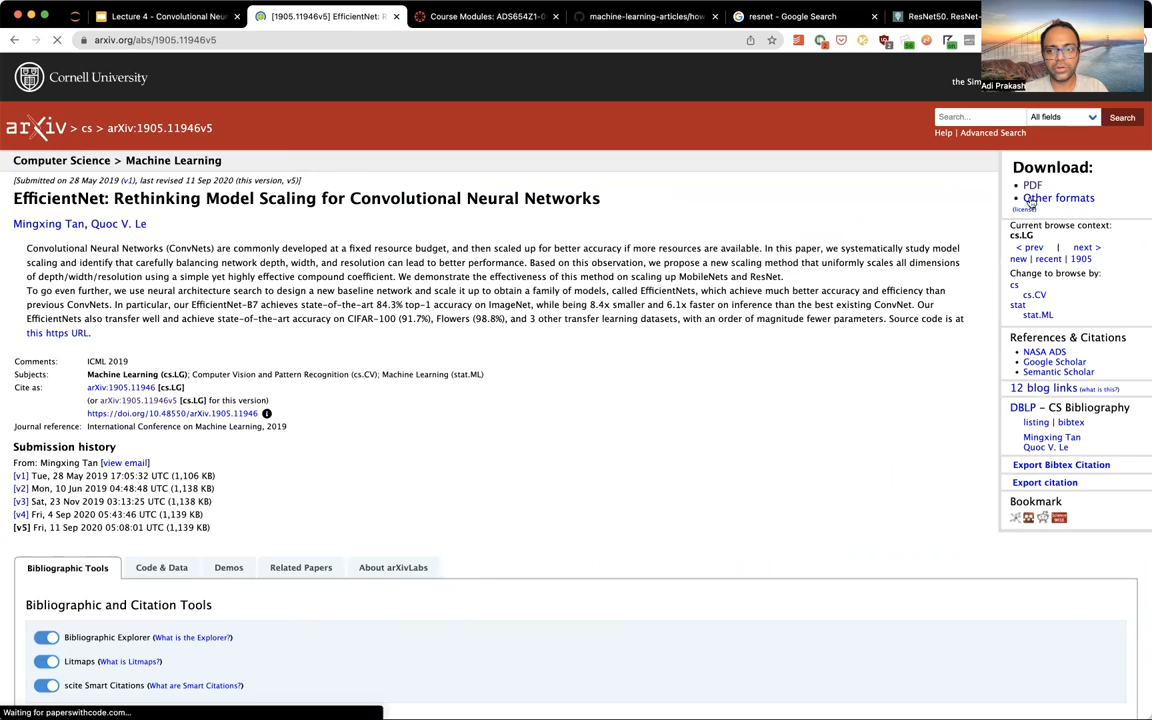 Lecture 4 - Convolutional Neu
[1905.11946v5] EfficientNet: R
Course Modules: ADS654Z1-0
machine-learning-articles/how
resnet - Google Search
ResNet50. ResNet-
arxiv.org/abs/1905.11946v5
Cornell University
the Sim
Adi Prakash
arXiv > cs > arXiv:1905.11946v5
Search...
All fields
Search
Help | Advanced Search
Computer Science > Machine Learning
[Submitted on 28 May 2019 (v1), last revised 11 Sep 2020 (this version, v5)]
EfficientNet: Rethinking Model Scaling for Convolutional Neural Networks
Mingxing Tan, Quoc V. Le
Convolutional Neural Networks (ConvNets) are commonly developed at a fixed resource budget, and then scaled up for better accuracy if more resources are available. In this paper, we systematically study model
scaling and identify that carefully balancing network depth, width, and resolution can lead to better performance. Based on this observation, we propose a new scaling method that uniformly scales all dimensions
of depth/width/resolution using a simple yet highly effective compound coefficient. We demonstrate the effectiveness of this method on scaling up MobileNets and ResNet.
To go even further, we use neural architecture search to design a new baseline network and scale it up to obtain a family of models, called EfficientNets, which achieve much better accuracy and efficiency than
previous ConvNets. In particular, our EfficientNet-B7 achieves state-of-the-art 84.3% top-1 accuracy on ImageNet, while being 8.4x smaller and 6.1x faster on inference than the best existing ConvNet. Our
EfficientNets also transfer well and achieve state-of-the-art accuracy on CIFAR-100 (91.7%), Flowers (98.8%), and 3 other transfer learning datasets, with an order of magnitude fewer parameters. Source code is at
this https URL.
Comments: ICML 2019
Subjects: Machine Learning (cs.LG); Computer Vision and Pattern Recognition (cs.CV); Machine Learning (stat.ML)
Cite as: arXiv:1905.11946 [cs.LG]
(or arXiv:1905.11946v5 [cs.LG] for this version)
https://doi.org/10.48550/arXiv.1905.11946
Journal reference: International Conference on Machine Learning, 2019
Submission history
From: Mingxing Tan [view email]
[v1] Tue, 28 May 2019 17:05:32 UTC (1,106 KB)
[v2] Mon, 10 Jun 2019 04:48:48 UTC (1,138 KB)
[v3] Sat, 23 Nov 2019 03:13:25 UTC (1,138 KB)
[v4] Fri, 4 Sep 2020 05:43:46 UTC (1,139 KB)
[v5] Fri, 11 Sep 2020 05:08:01 UTC (1,139 KB)
Download:
PDF
Other formats
(license)
Current browse context:
cs.LG
< prev | next >
new | recent | 1905
Change to browse by:
cs
cs.CV
stat
stat.ML
References & Citations
NASA ADS
Google Scholar
Semantic Scholar
12 blog links (what is this?)
DBLP - CS Bibliography
listing | bibtex
Mingxing Tan
Quoc V. Le
Export Bibtex Citation
Export citation
Bookmark
Bibliographic Tools
Code & Data
Demos
Related Papers
About arXivLabs
Bibliographic and Citation Tools
Bibliographic Explorer (What is the Explorer?)
Litmaps (What is Litmaps?)
scite Smart Citations (What are Smart Citations?)
Waiting for paperswithcode.com...